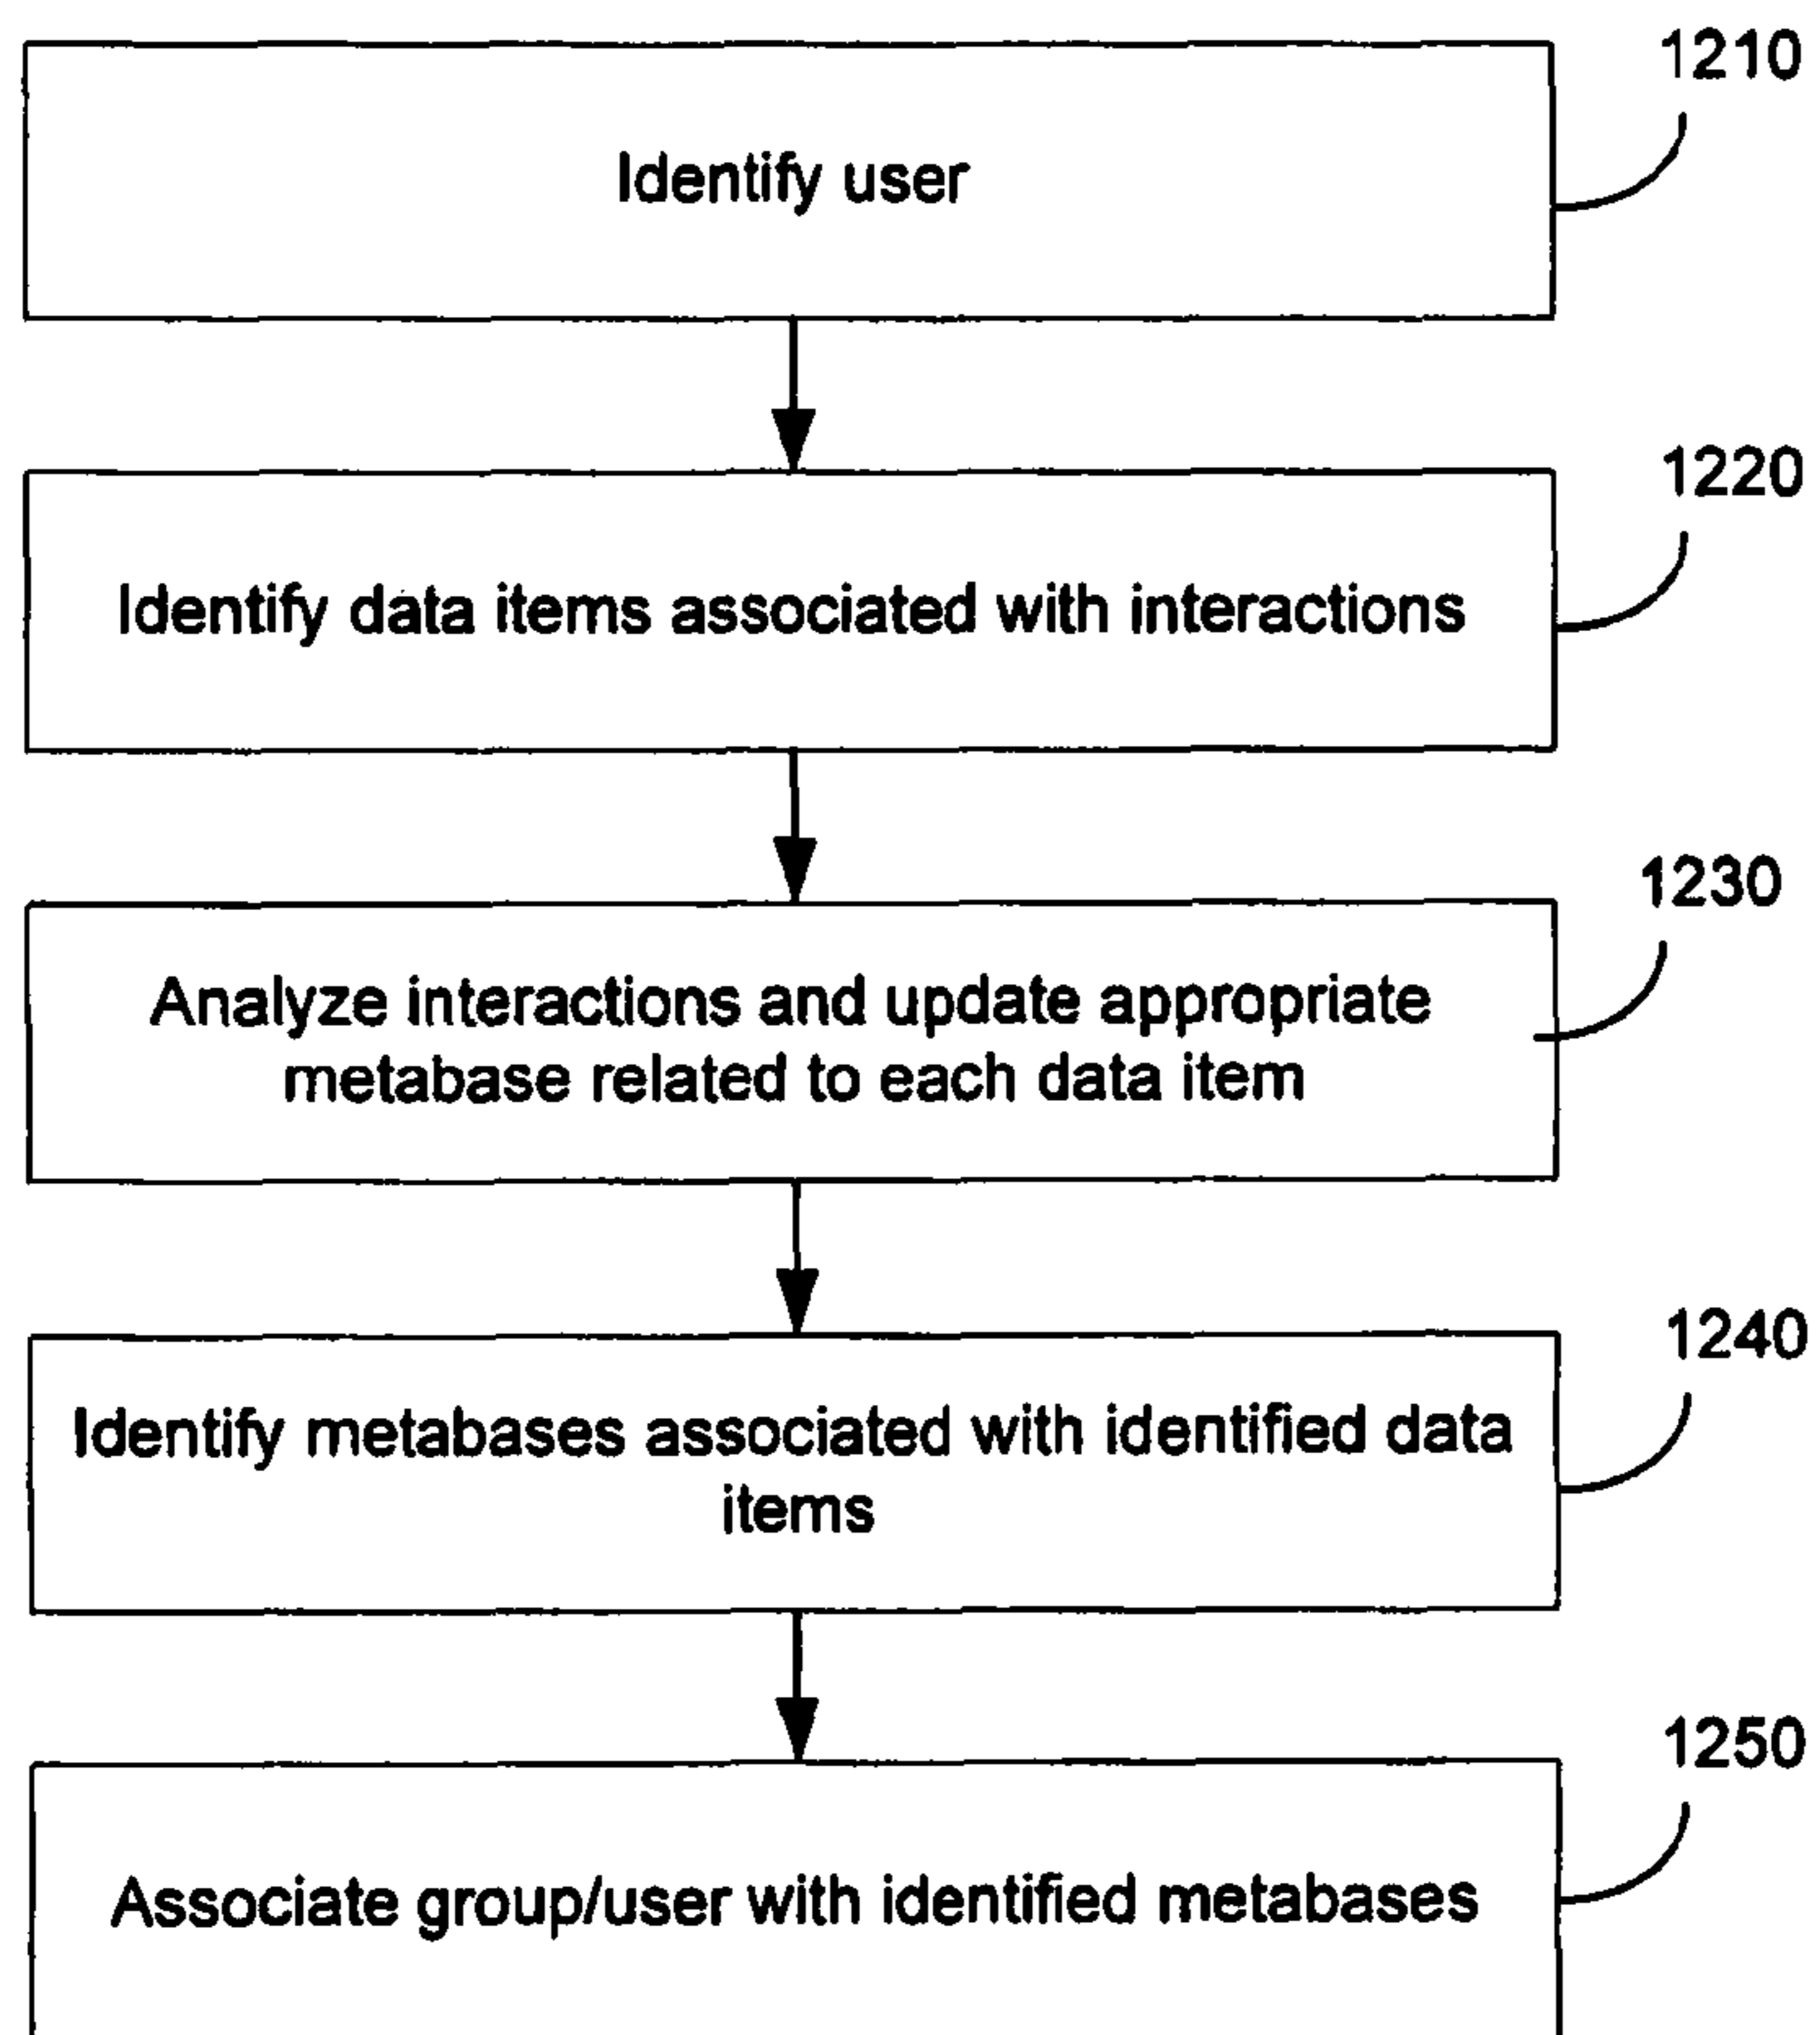 1210
Identify user
1220
Identify data items associated with interactions
1230
Analyze interactions and update appropriate
metabase related to each data item
1240
Identify metabases associated with identified data
items
1250
Associate group/user with identified metabases